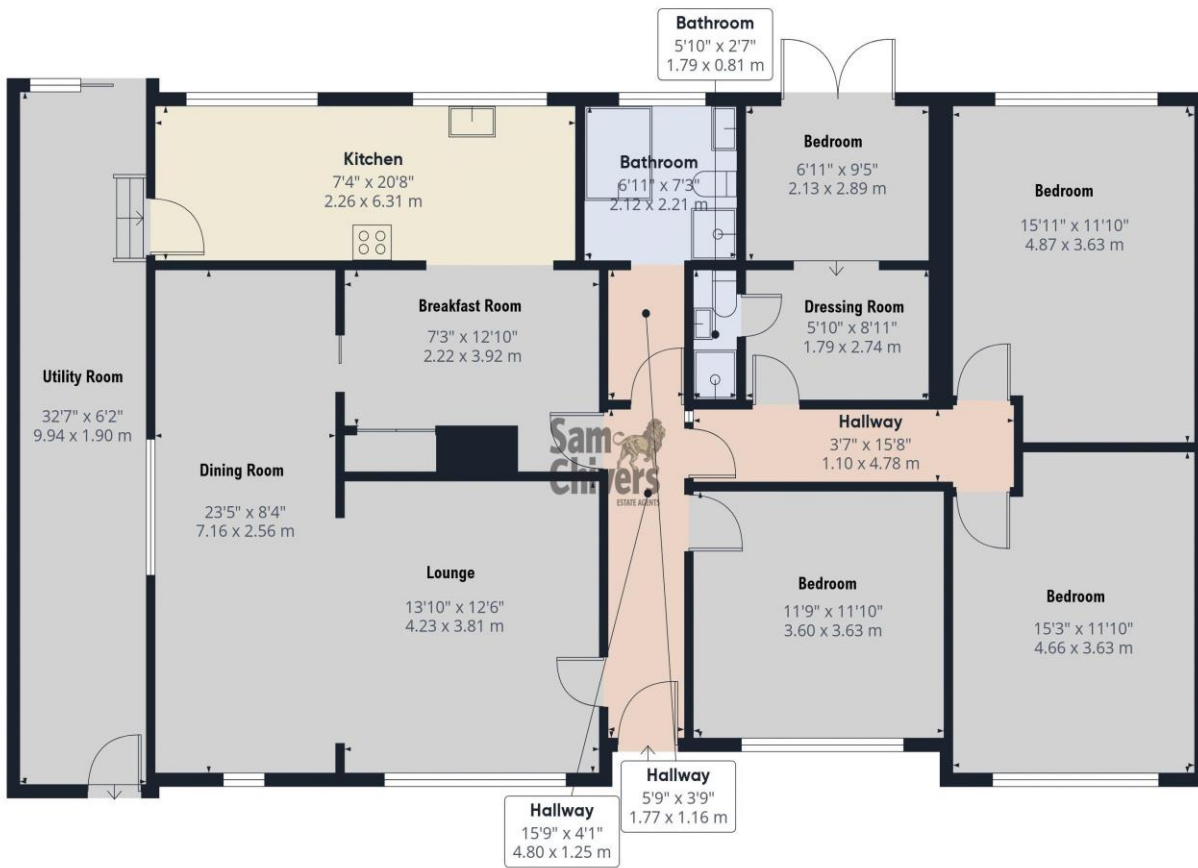 Bathroom
5'10" x 2'7"
1.79 x 0.81 m
Kitchen
7'4" x 20'8"
2.26 x 6.31 m
Bathroom
6'11" x 7'3"
2.12 x 2.21 m
Bedroom
6'11" x 9'5"
2.13 x 2.89 m
Bedroom
15'11" x 11'10"
4.87 x 3.63 m
Breakfast Room
7'3" x 12'10"
2.22 x 3.92 m
Dressing Room
5'10" x 8'11"
1.79 x 2.74 m
Utility Room
32'7" x 6'2"
9.94 x 1.90 m
Hallway
3'7" x 15'8"
1.10 x 4.78 m
Sam
Chivers
ESTATE AGENTS
Dining Room
23'5" x 8'4"
7.16 x 2.56 m
Lounge
13'10" x 12'6"
4.23 x 3.81 m
Bedroom
11'9" x 11'10"
3.60 x 3.63 m
Bedroom
15'3" x 11'10"
4.66 x 3.63 m
Hallway
5'9" x 3'9"
1.77 x 1.16 m
Hallway
15'9" x 4'1"
4.80 x 1.25 m